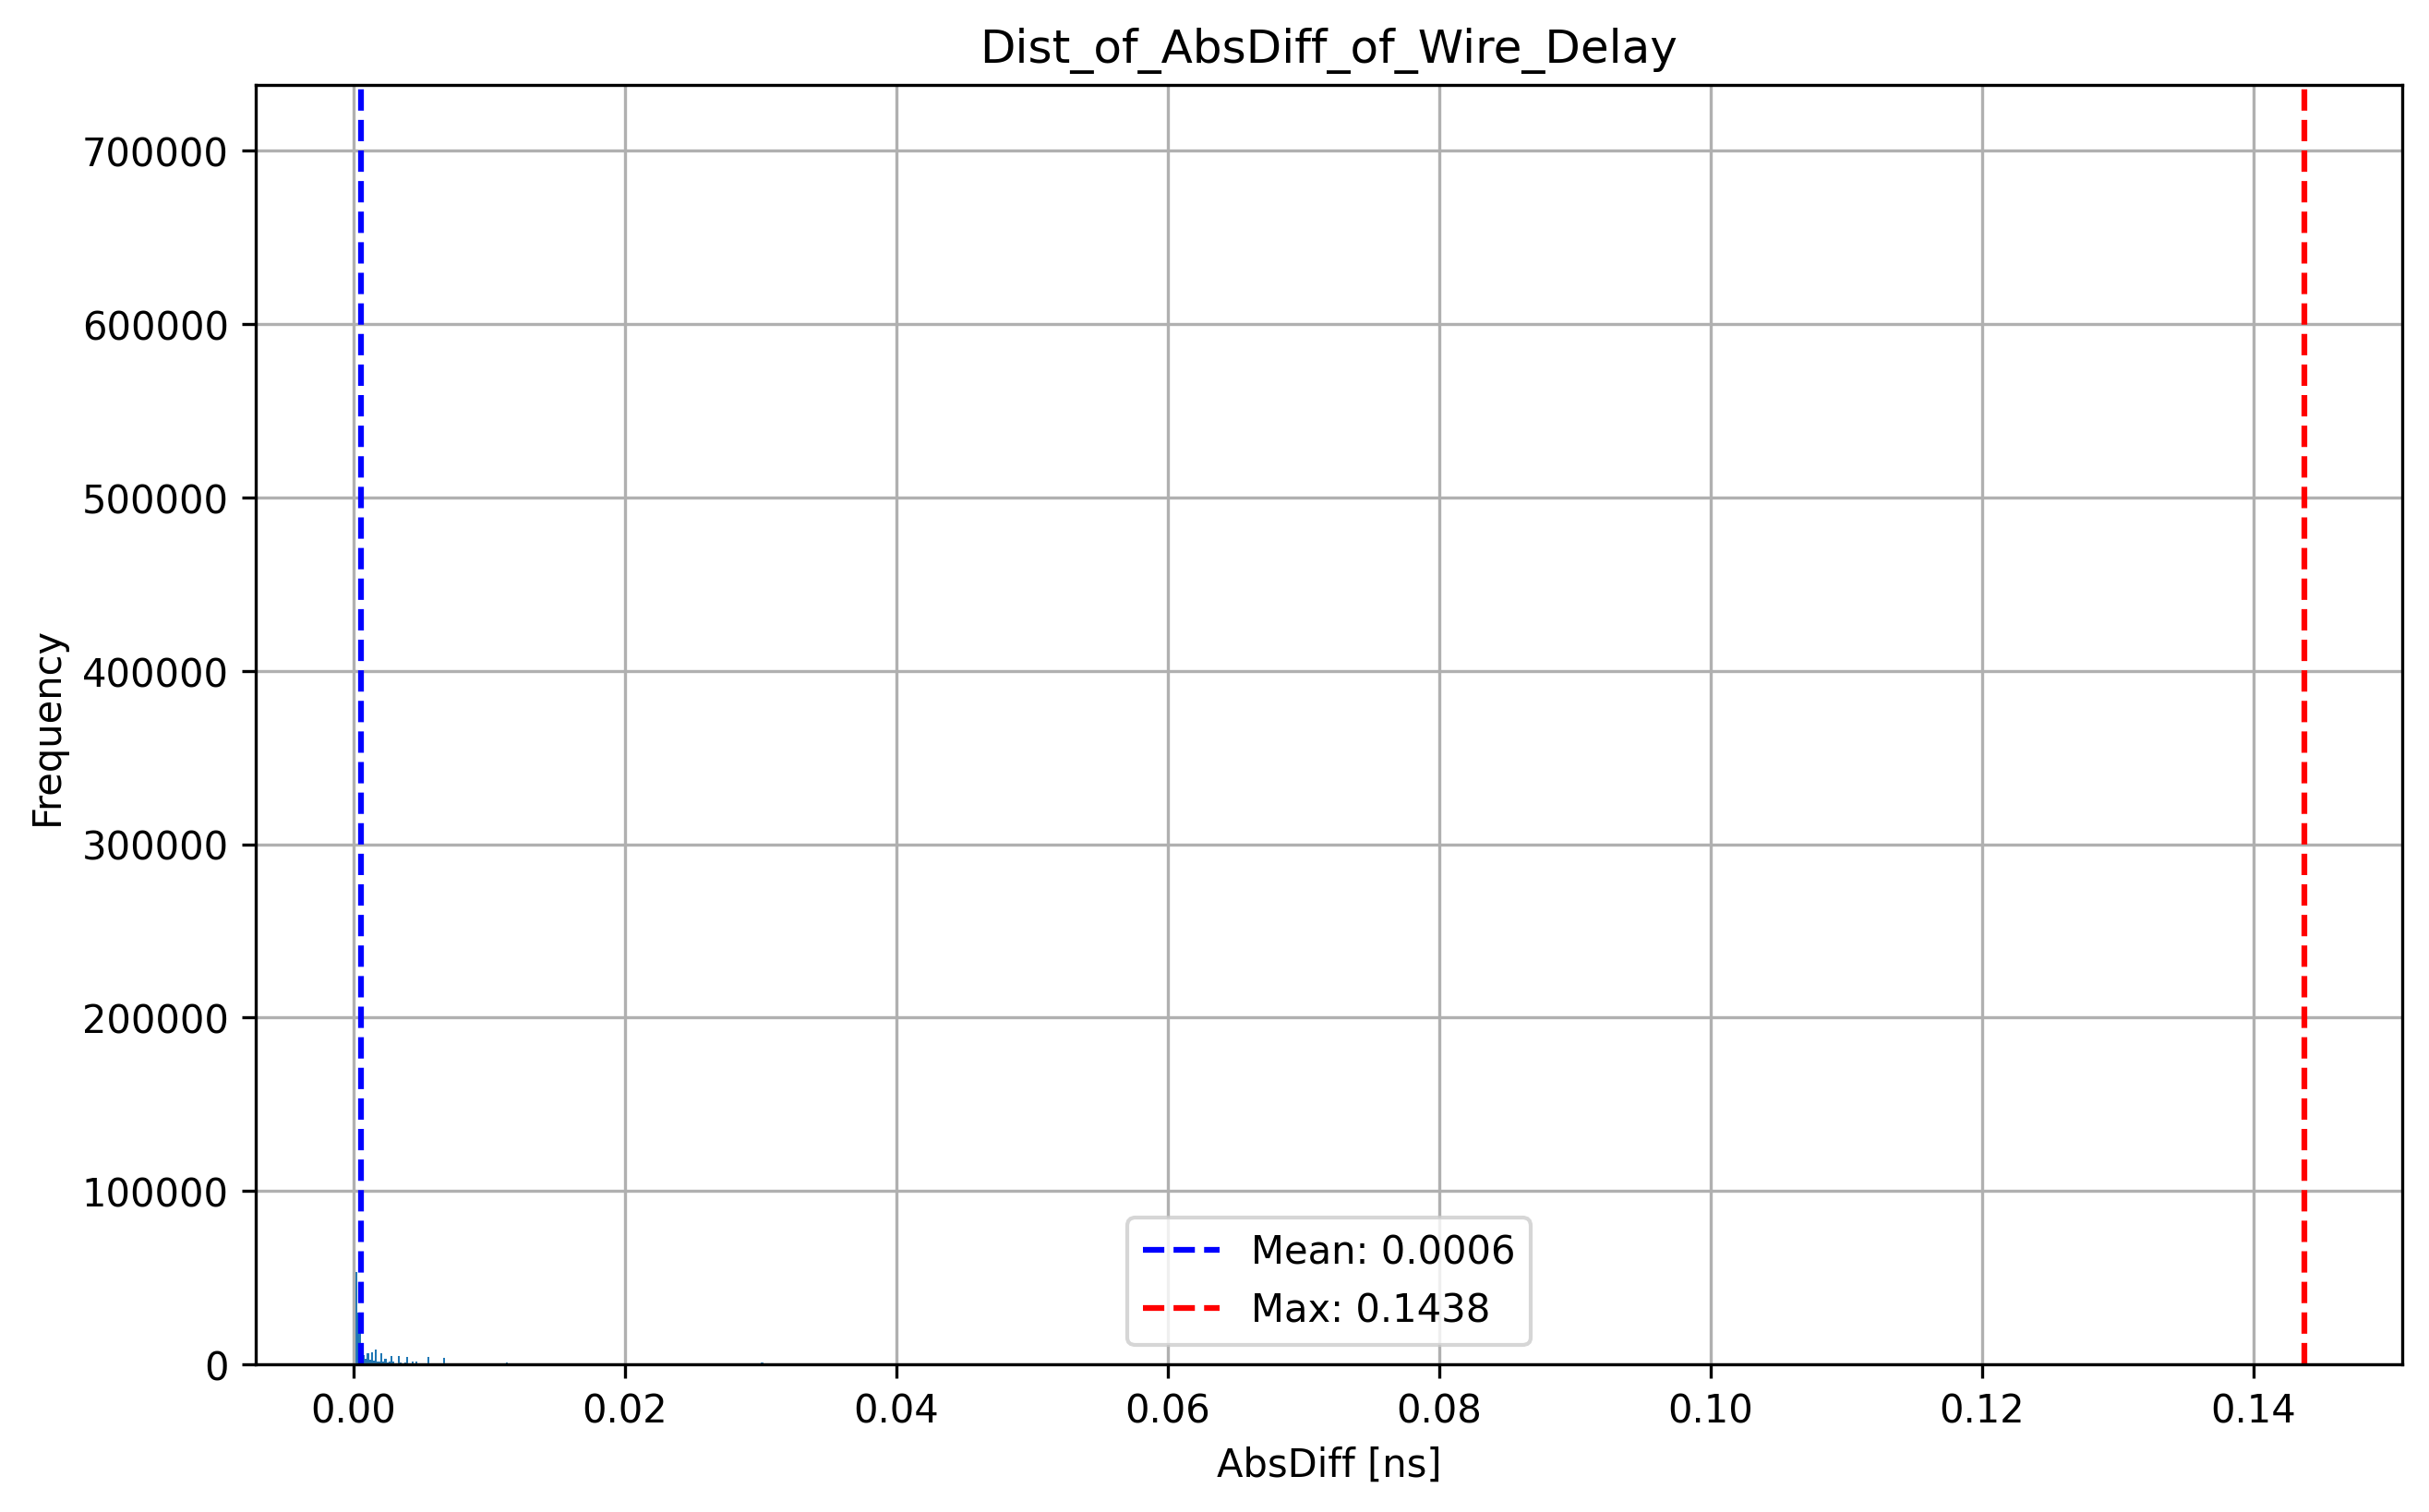 Dist_of_AbsDiff_of_Wire_Delay
Frequency
700000
600000
500000
400000
300000
200000
100000
0
Mean: 0.0006
Max: 0.1438
0.00 0.02 0.04 0.06 0.08 0.10 0.12 0.14
AbsDiff [ns]